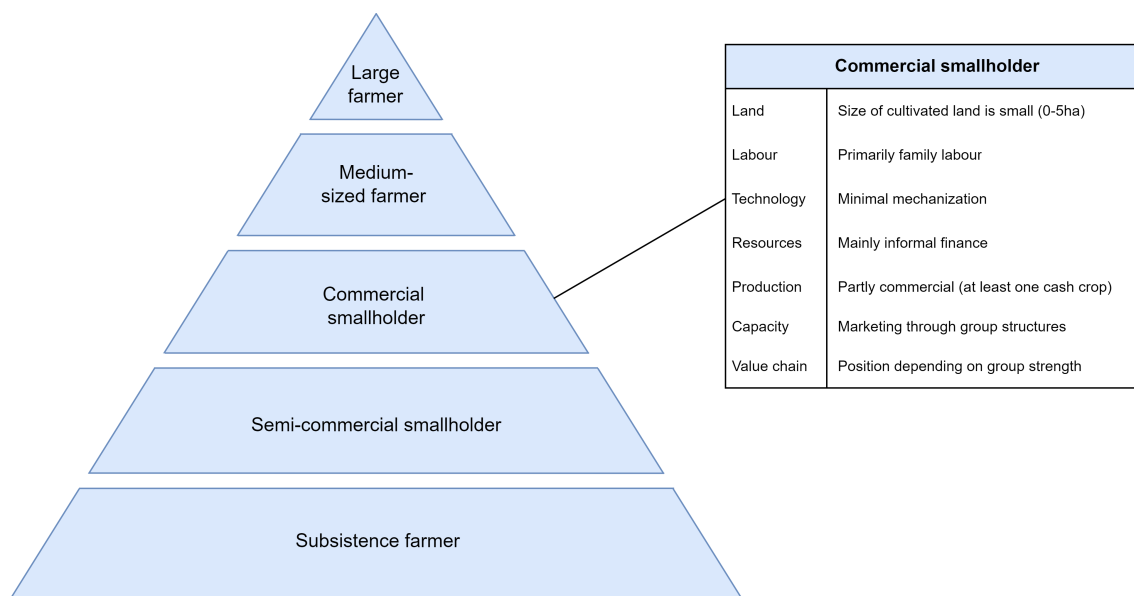 Large
farmer
Medium-
sized farmer
Commercial
smallholder
Semi-commercial smallholder
Subsistence farmer
Commercial smallholder
Land Size of cultivated land is small (0-5ha)
Labour Primarily family labour
Technology Minimal mechanization
Resources Mainly informal finance
Production Partly commercial (at least one cash crop)
Capacity Marketing through group structures
Value chain Position depending on group strength